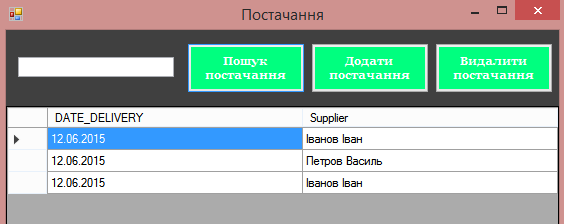 Постачання
Пошук
постачання
Додати
постачання
Видалити
постачання
DATE_DELIVERY Supplier
12.06.2015 Іванов Іван
12.06.2015 Петров Василь
12.06.2015 Іванов Іван